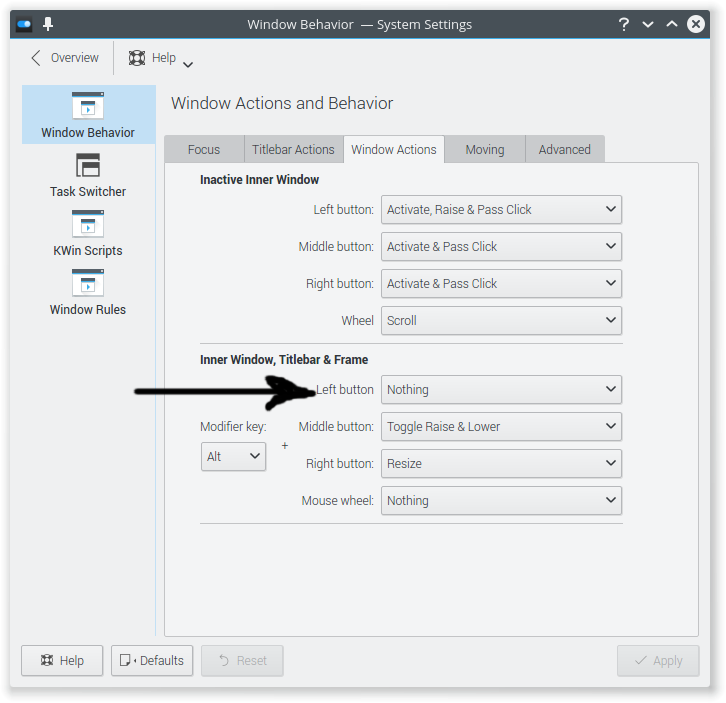 Window Behavior — System Settings
Overview
Help
Window Behavior
Task Switcher
KWin Scripts
Window Rules
Window Actions and Behavior
Focus
Titlebar Actions
Window Actions
Moving
Advanced
Inactive Inner Window
Left button: Activate, Raise & Pass Click
Middle button: Activate & Pass Click
Right button: Activate & Pass Click
Wheel Scroll
Inner Window, Titlebar & Frame
Left button Nothing
Modifier key:
Alt
+
Middle button: Toggle Raise & Lower
Right button: Resize
Mouse wheel: Nothing
Help
Defaults
Reset
Apply